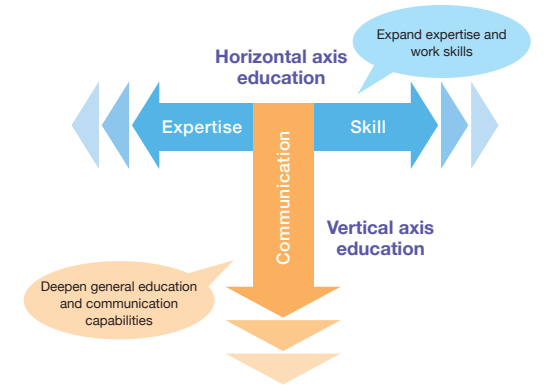 Expand expertise and
work skills
Horizontal axis
education
Expertise
Skill
Communication
Vertical axis
education
Deepen general education
and communication
capabilities